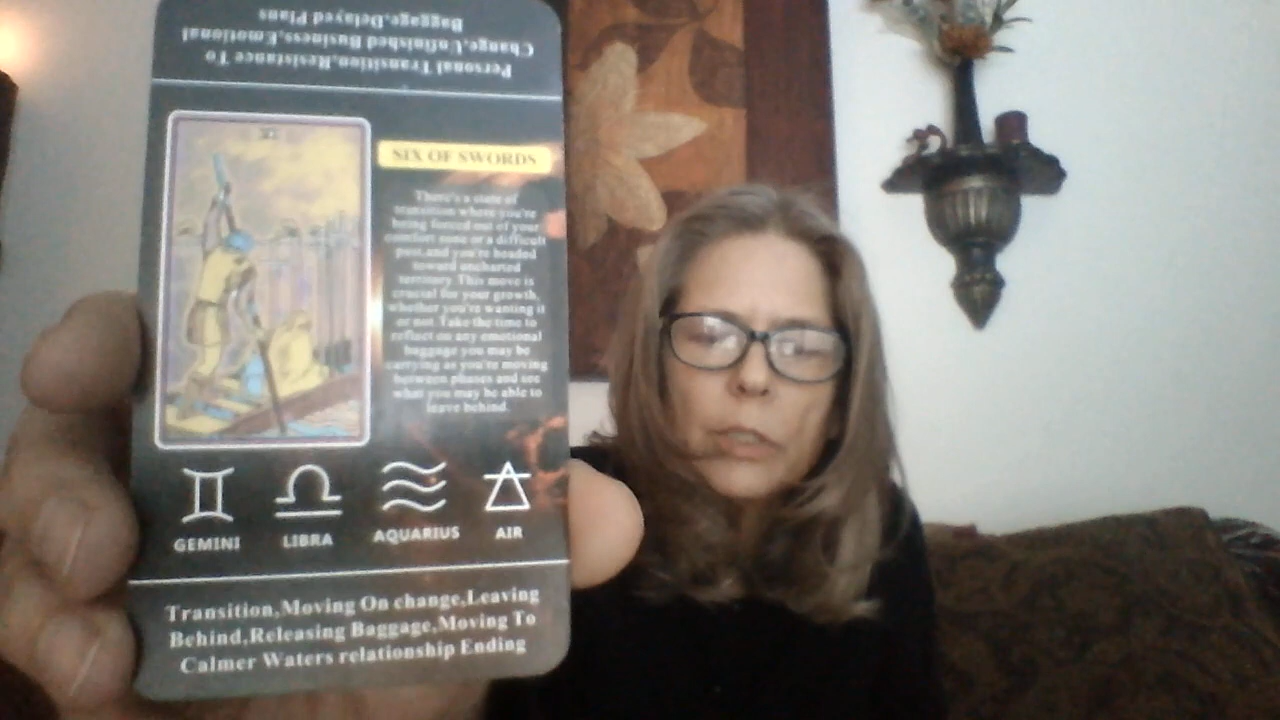 Baggage,Delayed Plans
Change,Unfinished Business,Emotional
Personal Transition,Resistance To
SIX OF SWORDS
There's a state of
transition where you're
being forced out of your
comfort zone or a difficult
past,and you're headed
toward uncharted
territory.This move is
crucial for your growth,
whether you're wanting it
or not.Take the time to
reflect on any emotional
baggage you may be
carrying as you're moving
between phases and see
what you may be able to
leave behind.
GEMINI
LIBRA
AQUARIUS
AIR
Transition,Moving On change,Leaving
Behind,Releasing Baggage,Moving To
Calmer Waters relationship Ending